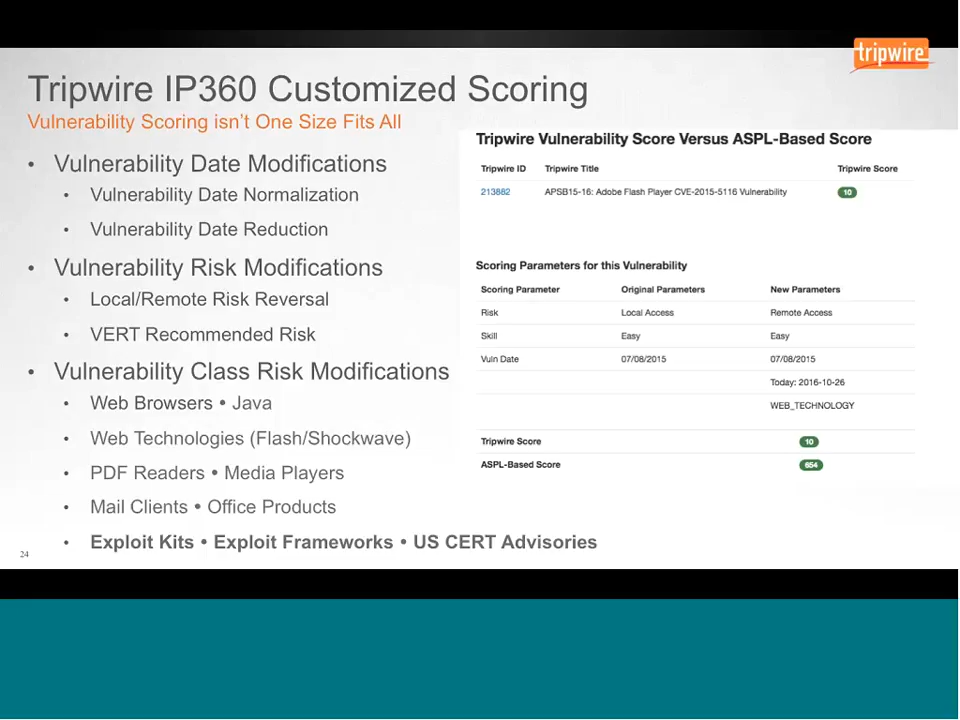 tripwire
Tripwire IP360 Customized Scoring
Vulnerability Scoring isn't One Size Fits All
• Vulnerability Date Modifications
• Vulnerability Date Normalization
• Vulnerability Date Reduction
• Vulnerability Risk Modifications
• Local/Remote Risk Reversal
• VERT Recommended Risk
• Vulnerability Class Risk Modifications
• Web Browsers • Java
• Web Technologies (Flash/Shockwave)
• PDF Readers • Media Players
• Mail Clients • Office Products
• Exploit Kits • Exploit Frameworks • US CERT Advisories
24
Tripwire Vulnerability Score Versus ASPL-Based Score
Tripwire ID Tripwire Title Tripwire Score
213882 APSB15-16: Adobe Flash Player CVE-2015-5116 Vulnerability 10
Scoring Parameters for this Vulnerability
Scoring Parameter Original Parameters New Parameters
Risk Local Access Remote Access
Skill Easy Easy
Vuln Date 07/08/2015 07/08/2015
Today: 2016-10-26
WEB_TECHNOLOGY
Tripwire Score 10
ASPL-Based Score 654